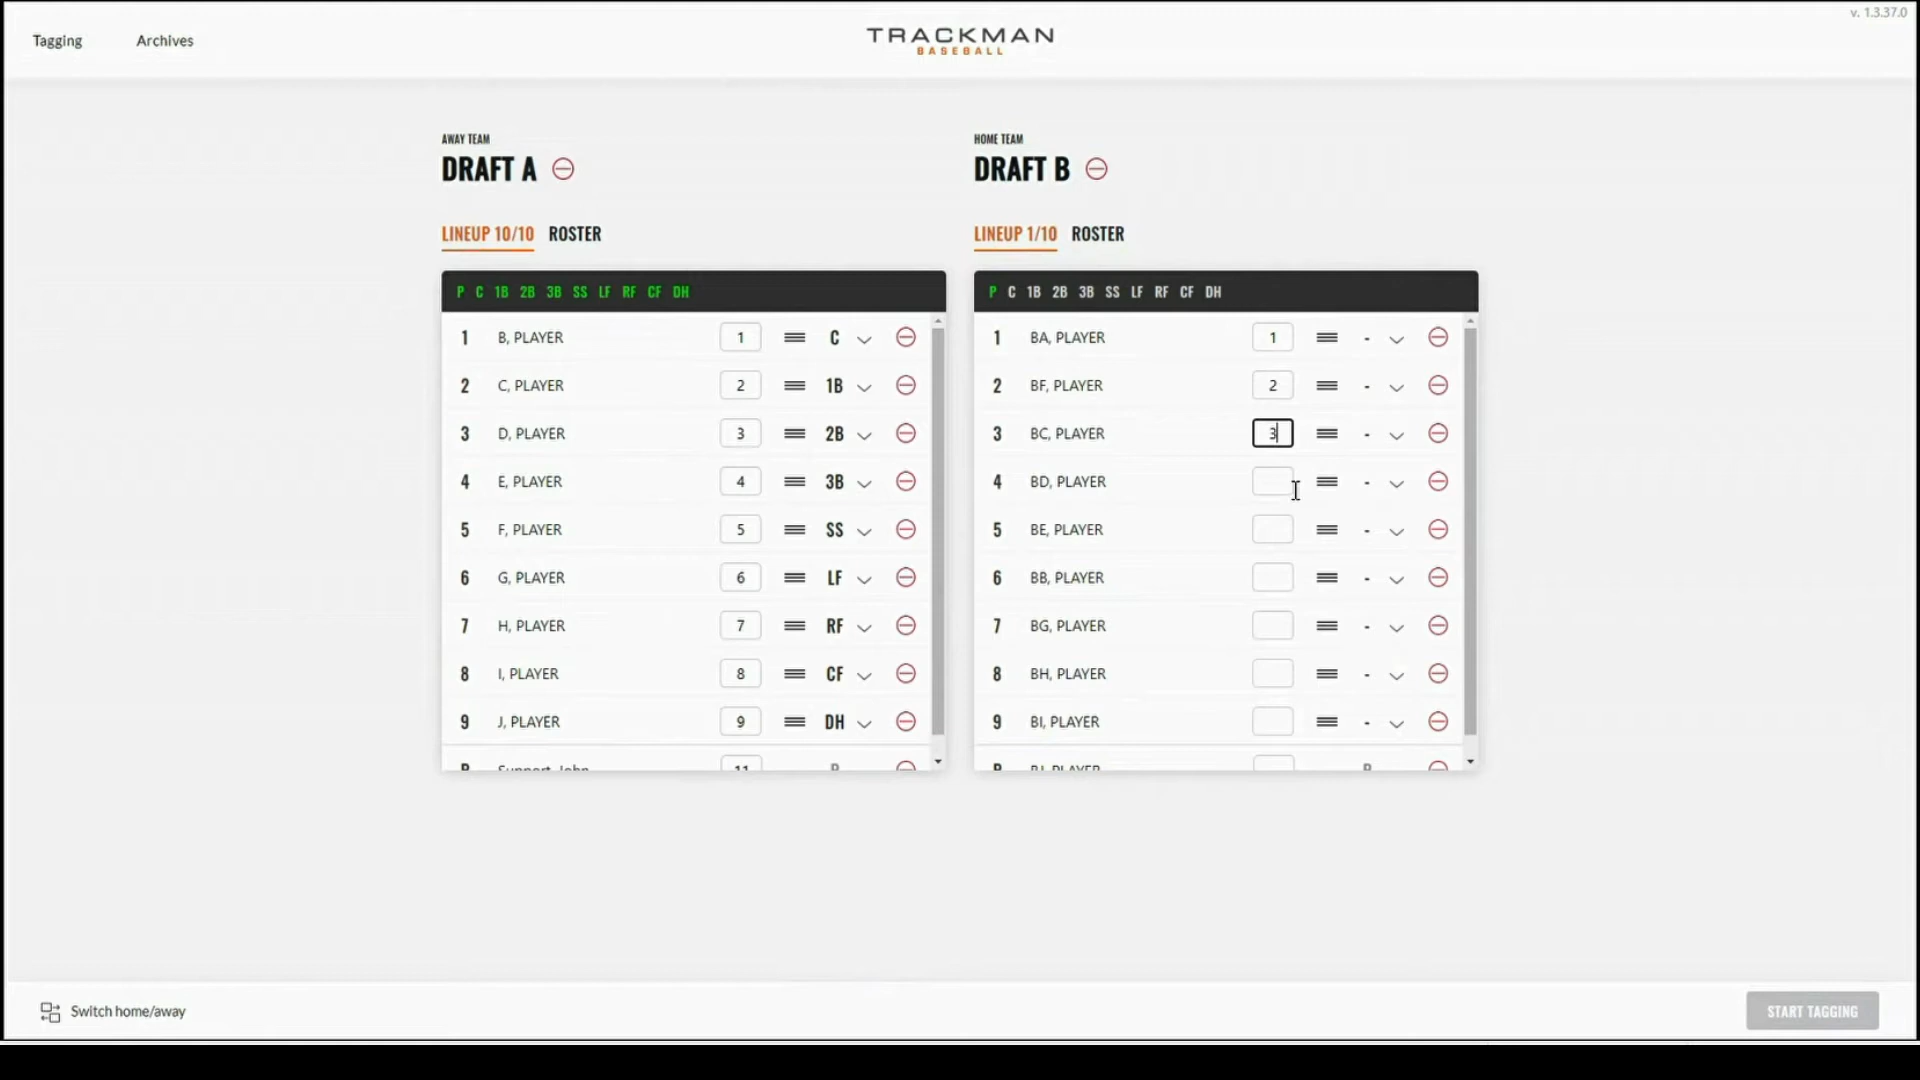 v. 1.3.37.0
Tagging Archives
TRACKMAN
BASEBALL
AWAY TEAM
DRAFT A
LINEUP 10/10 ROSTER
P C 1B 2B 3B SS LF RF CF DH
1 B, PLAYER 1 C
2 C, PLAYER 2 1B
3 D, PLAYER 3 2B
4 E, PLAYER 4 3B
5 F, PLAYER 5 SS
6 G, PLAYER 6 LF
7 H, PLAYER 7 RF
8 I, PLAYER 8 CF
9 J, PLAYER 9 DH
P Support, John 11 P
HOME TEAM
DRAFT B
LINEUP 1/10 ROSTER
P C 1B 2B 3B SS LF RF CF DH
1 BA, PLAYER 1 -
2 BF, PLAYER 2 -
3 BC, PLAYER 3 -
4 BD, PLAYER -
5 BE, PLAYER -
6 BB, PLAYER -
7 BG, PLAYER -
8 BH, PLAYER -
9 BI, PLAYER -
P BJ, PLAYER P
Switch home/away
START TAGGING